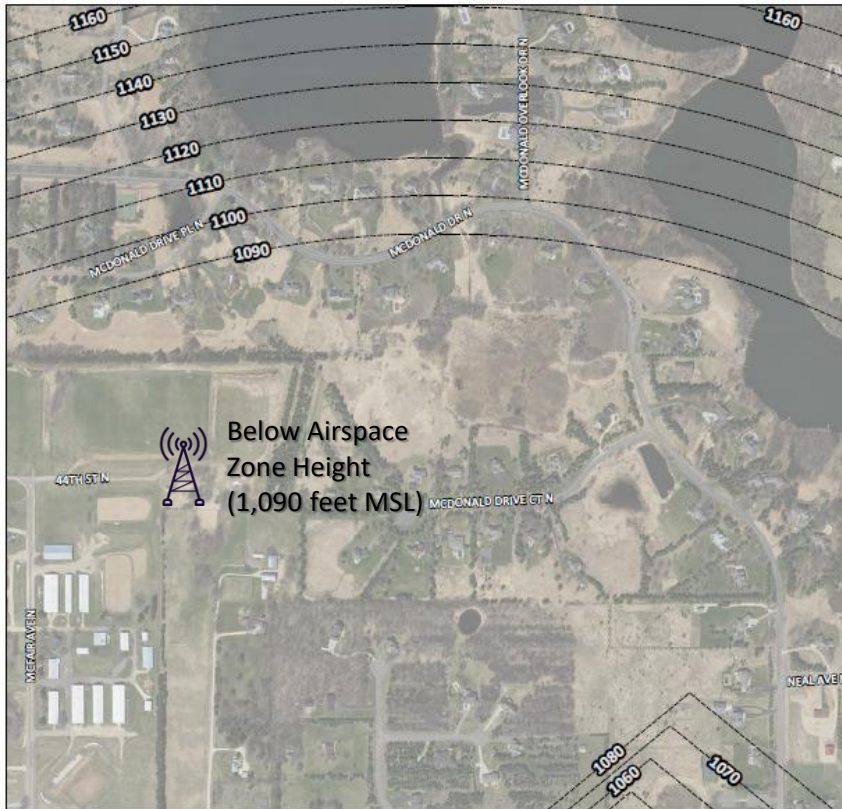 1160
1160
1150
1140
1130
1120
1110
1100
1090
MCDONALD OVERLOOK DR N
MCDONALD DRIVE PL N
MCDONALD DR N
Below Airspace
Zone Height
(1,090 feet MSL)
44TH ST N
MCDONALD DRIVE CT N
MCFAIR AVE N
NEAL AVE N
1080
1070
1060